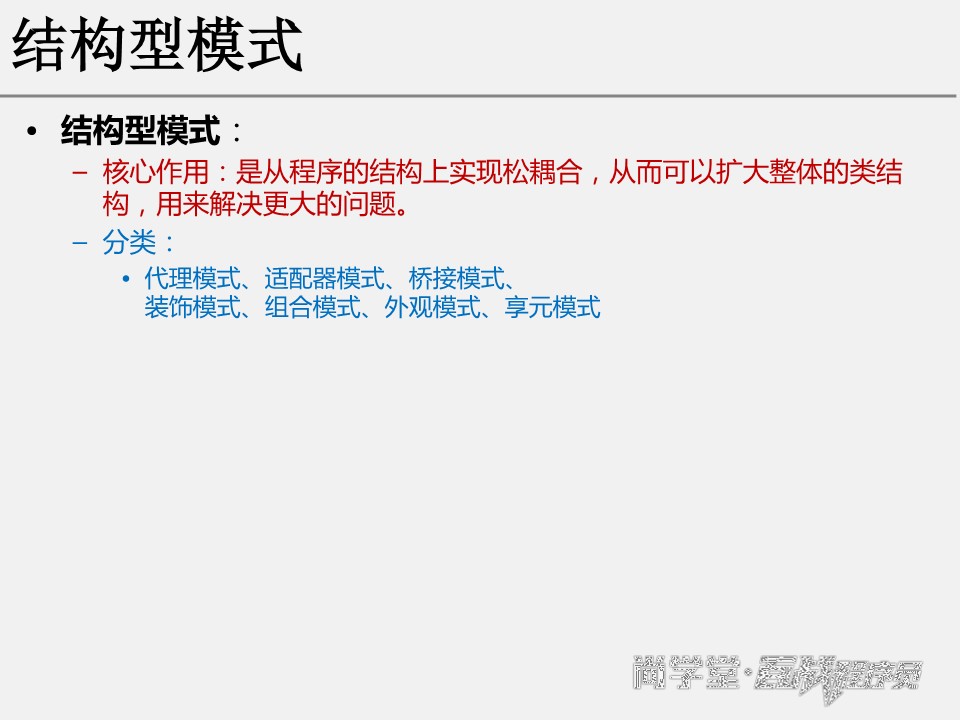 结构型模式
• 结构型模式：
– 核心作用：是从程序的结构上实现松耦合，从而可以扩大整体的类结
构，用来解决更大的问题。
– 分类：
• 代理模式、适配器模式、桥接模式、
装饰模式、组合模式、外观模式、享元模式
尚学堂·